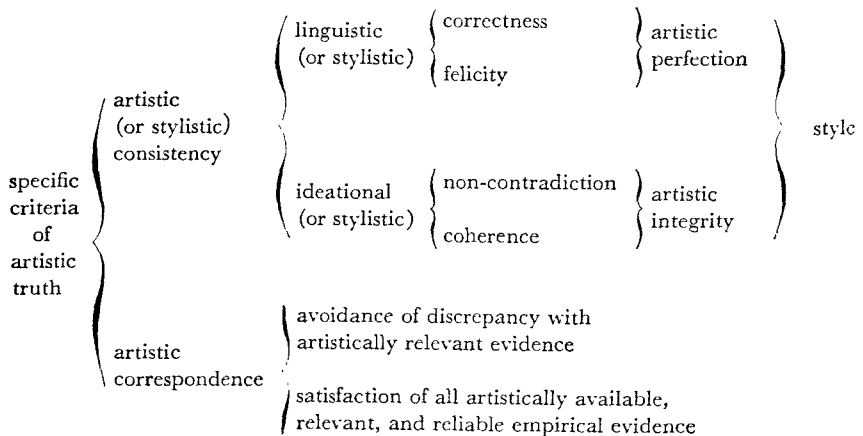 specific
criteria
of
artistic
truth
artistic
(or stylistic)
consistency
linguistic
(or stylistic)
correctness
felicity
artistic
perfection
ideational
(or stylistic)
non-contradiction
coherence
artistic
integrity
style
artistic
correspondence
avoidance of discrepancy with
artistically relevant evidence
satisfaction of all artistically available,
relevant, and reliable empirical evidence